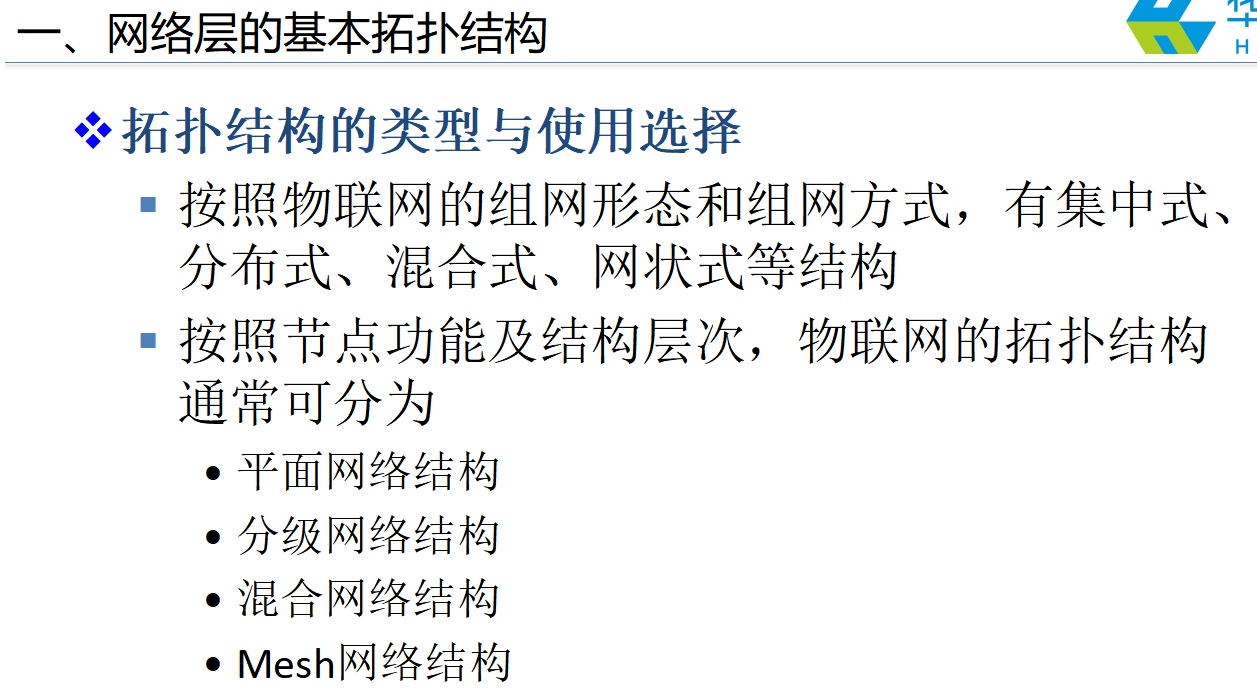 一、网络层的基本拓扑结构
H
拓扑结构的类型与使用选择
按照物联网的组网形态和组网方式，有集中式、
分布式、混合式、网状式等结构
按照节点功能及结构层次，物联网的拓扑结构
通常可分为
• 平面网络结构
• 分级网络结构
• 混合网络结构
• Mesh网络结构